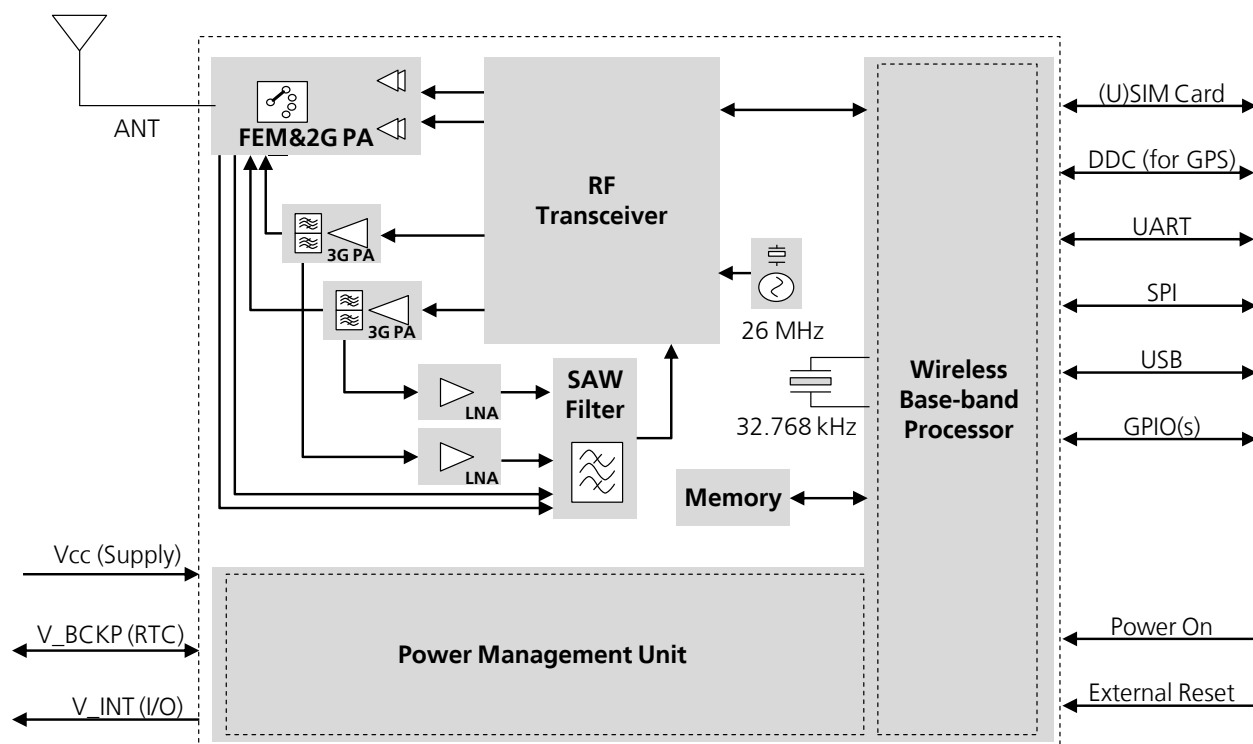 ANT
FEM&2G PA
RF
Transceiver
3G PA
3G PA
26 MHz
LNA
LNA
SAW
Filter
32.768 kHz
Memory
Wireless
Base-band
Processor
(U)SIM Card
DDC (for GPS)
UART
SPI
USB
GPIO(s)
Vcc (Supply)
V_BCKP (RTC)
V_INT (I/O)
Power Management Unit
Power On
External Reset